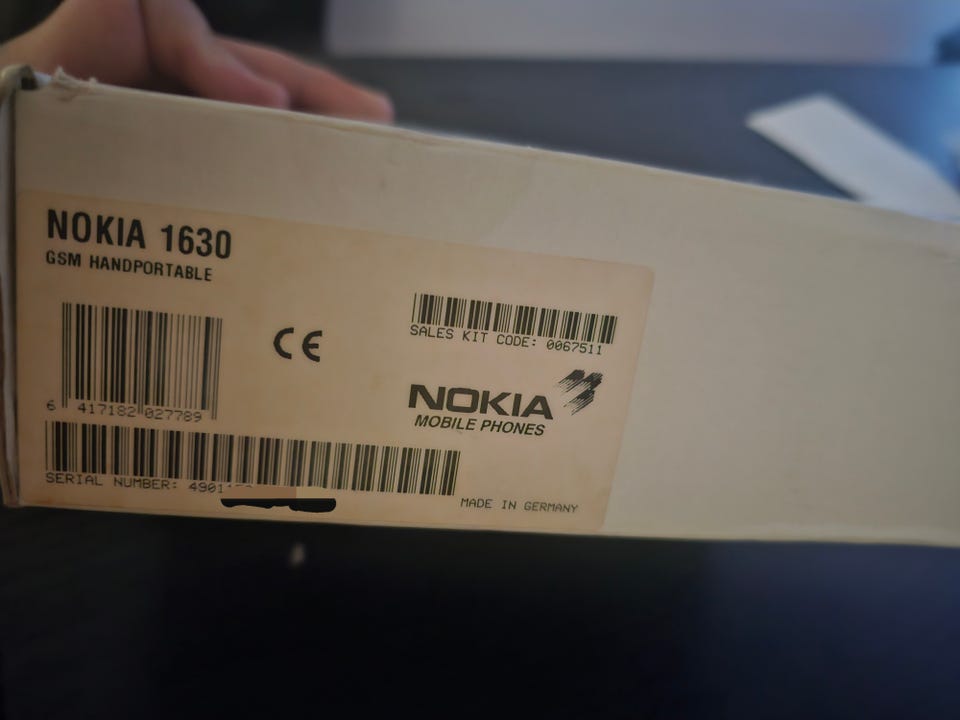 NOKIA 1630
GSM HANDPORTABLE
SALES KIT CODE: 0067511
6 417182 027789
NOKIA
MOBILE PHONES
SERIAL NUMBER: 4901
MADE IN GERMANY